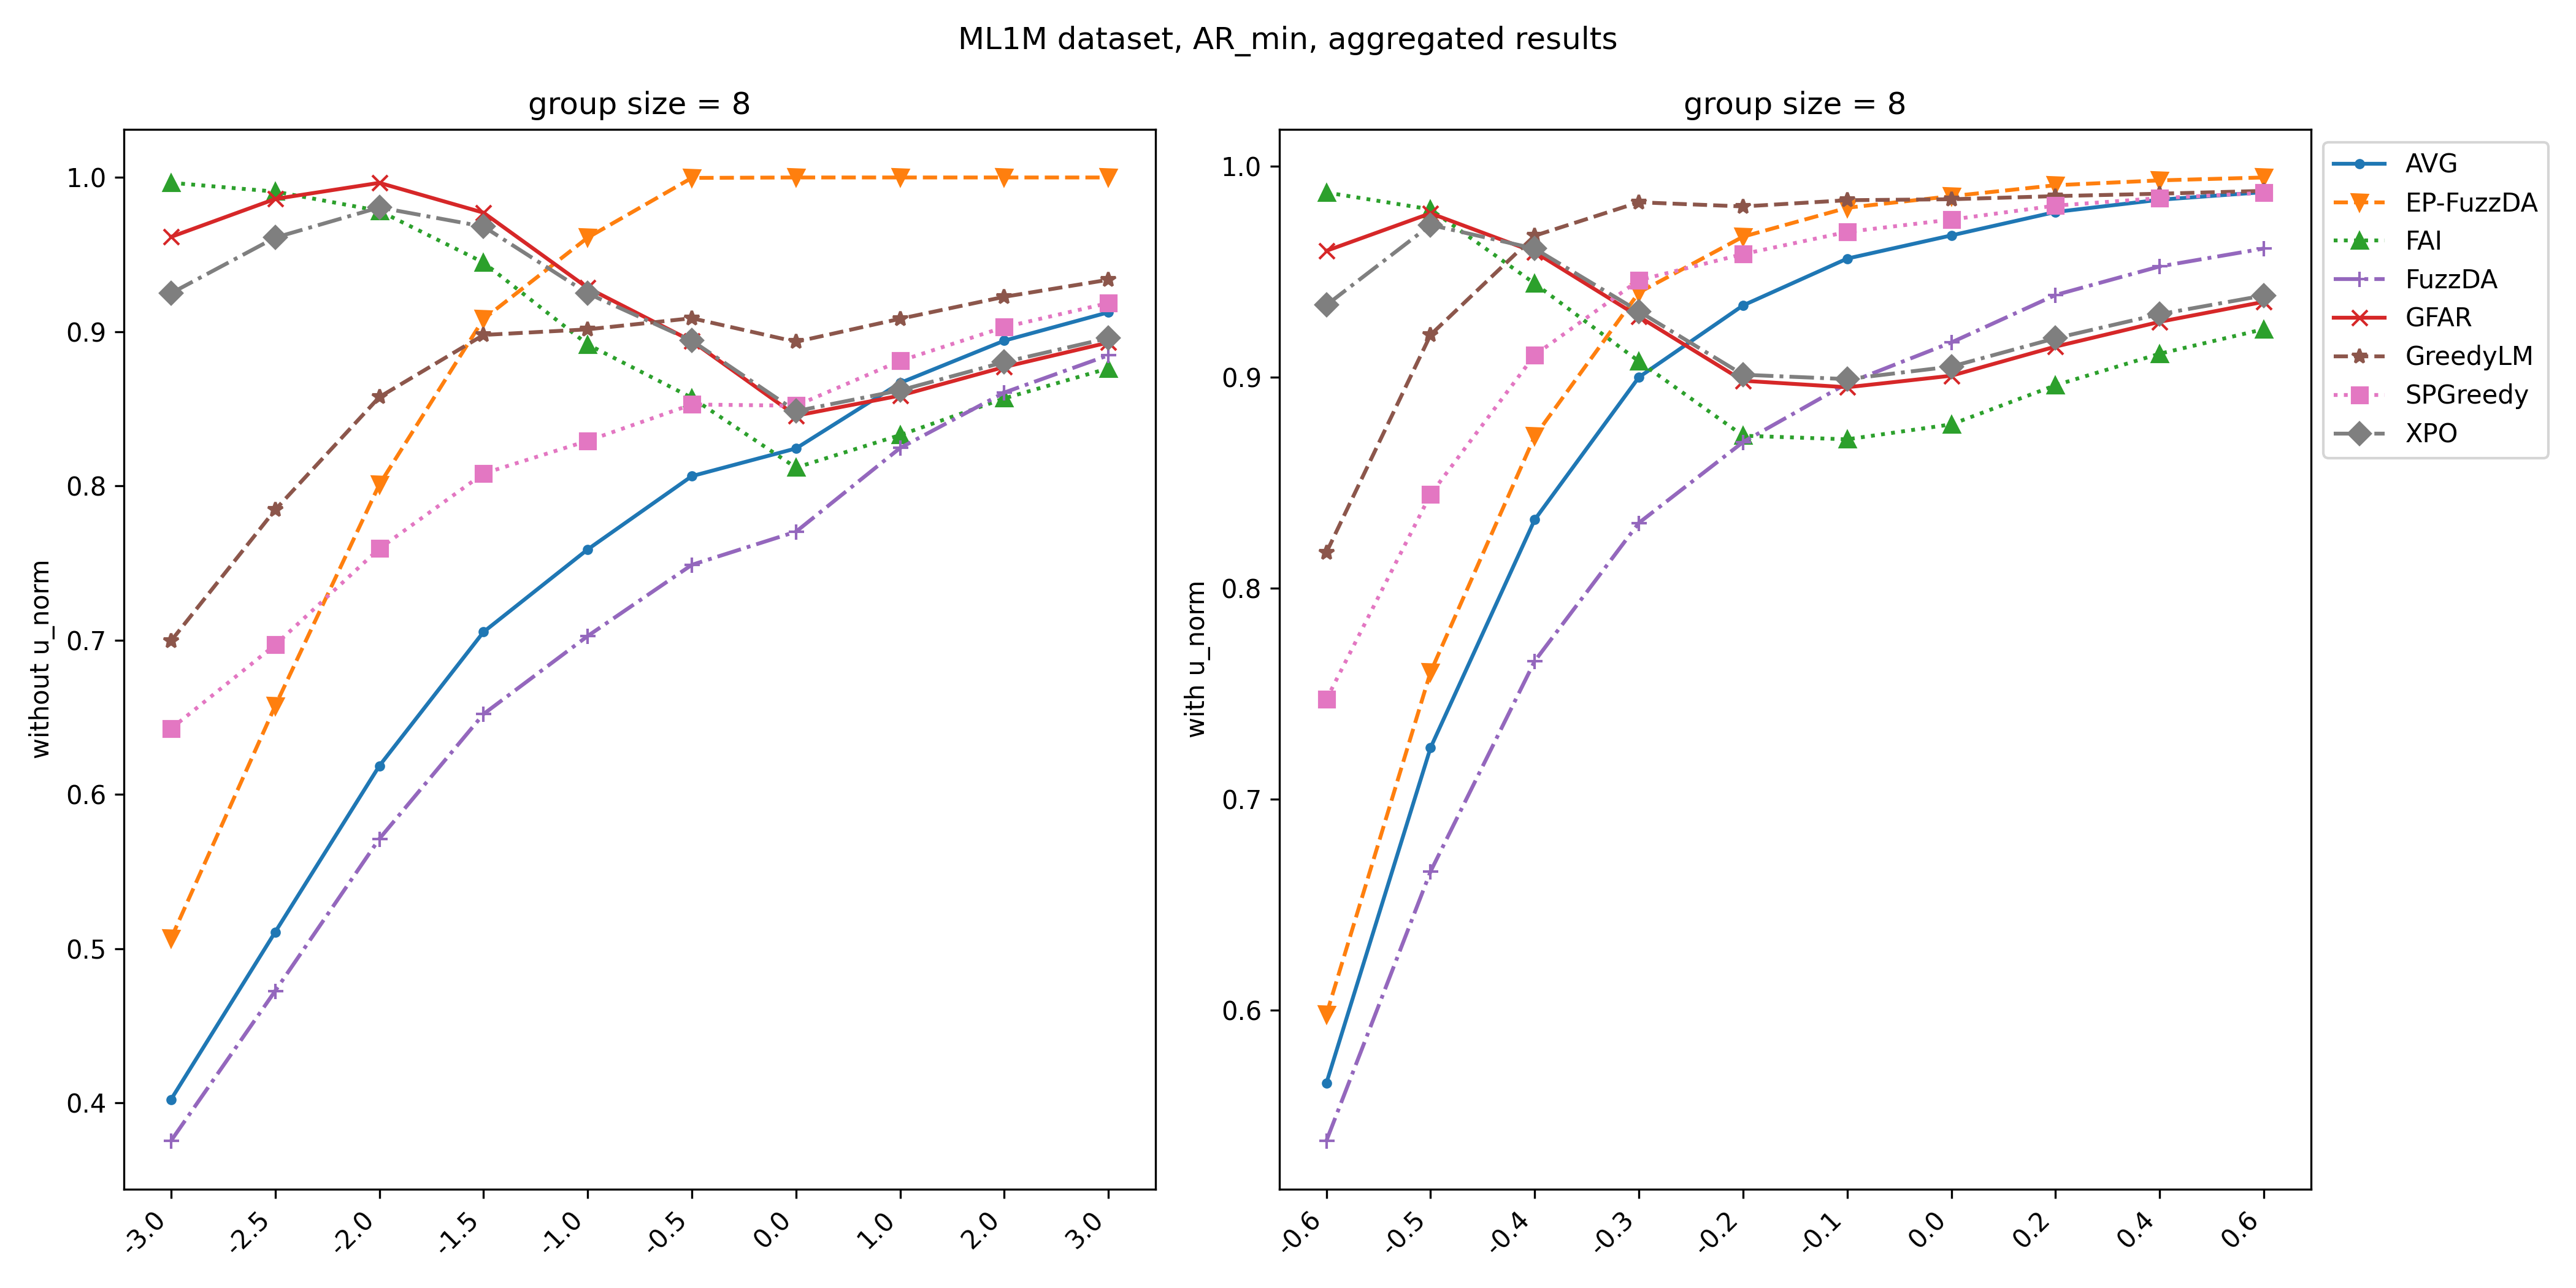 ML1M dataset, AR_min, aggregated results
group size = 8
without u_norm
1.0
0.9
0.8
0.7
0.6
0.5
0.4
-3.0
-2.5
-2.0
-1.5
-1.0
-0.5
0.0
1.0
2.0
3.0
group size = 8
with u_norm
1.0
0.9
0.8
0.7
0.6
-0.6
-0.5
-0.4
-0.3
-0.2
-0.1
0.0
0.2
0.4
0.6
AVG
EP-FuzzDA
FAI
FuzzDA
GFAR
GreedyLM
SPGreedy
XPO